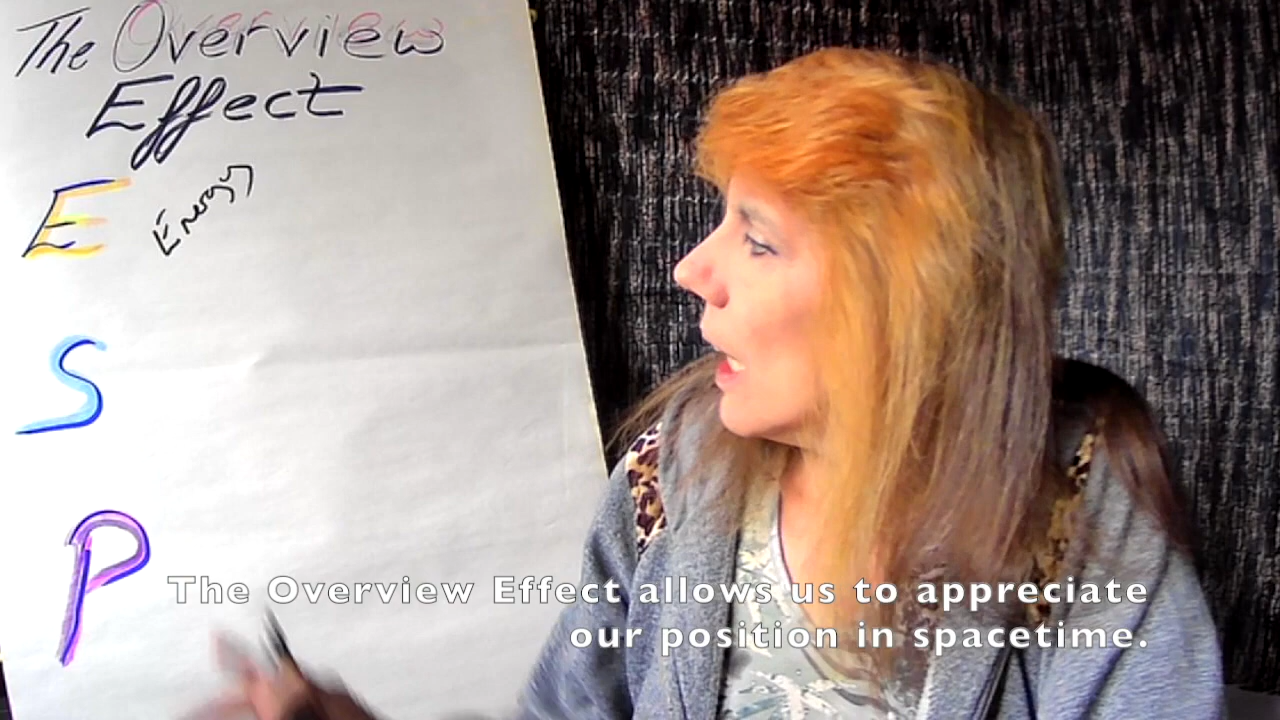 The Overview
Effect
E Energy
S
P
The Overview Effect allows us to appreciate
our position in spacetime.